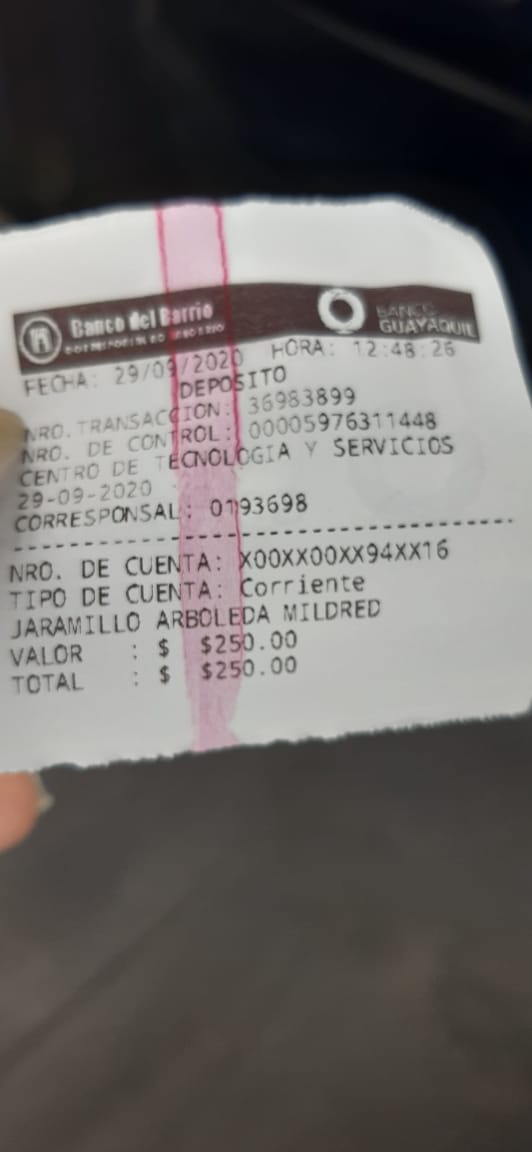 Banco del Barrio
BANCO
GUAYAQUIL
FECHA: 29/09/2020 HORA: 12:48:26
DEPOSITO
NRO.TRANSACCION: 36983899
NRO. DE CONTROL: 00005976311448
CENTRO DE TECNOLOGIA Y SERVICIOS
29-09-2020
CORRESPONSAL: 0193698
NRO. DE CUENTA: X00XX00XX94XX16
TIPO DE CUENTA: Corriente
JARAMILLO ARBOLEDA MILDRED
VALOR : $ $250.00
TOTAL : $ $250.00